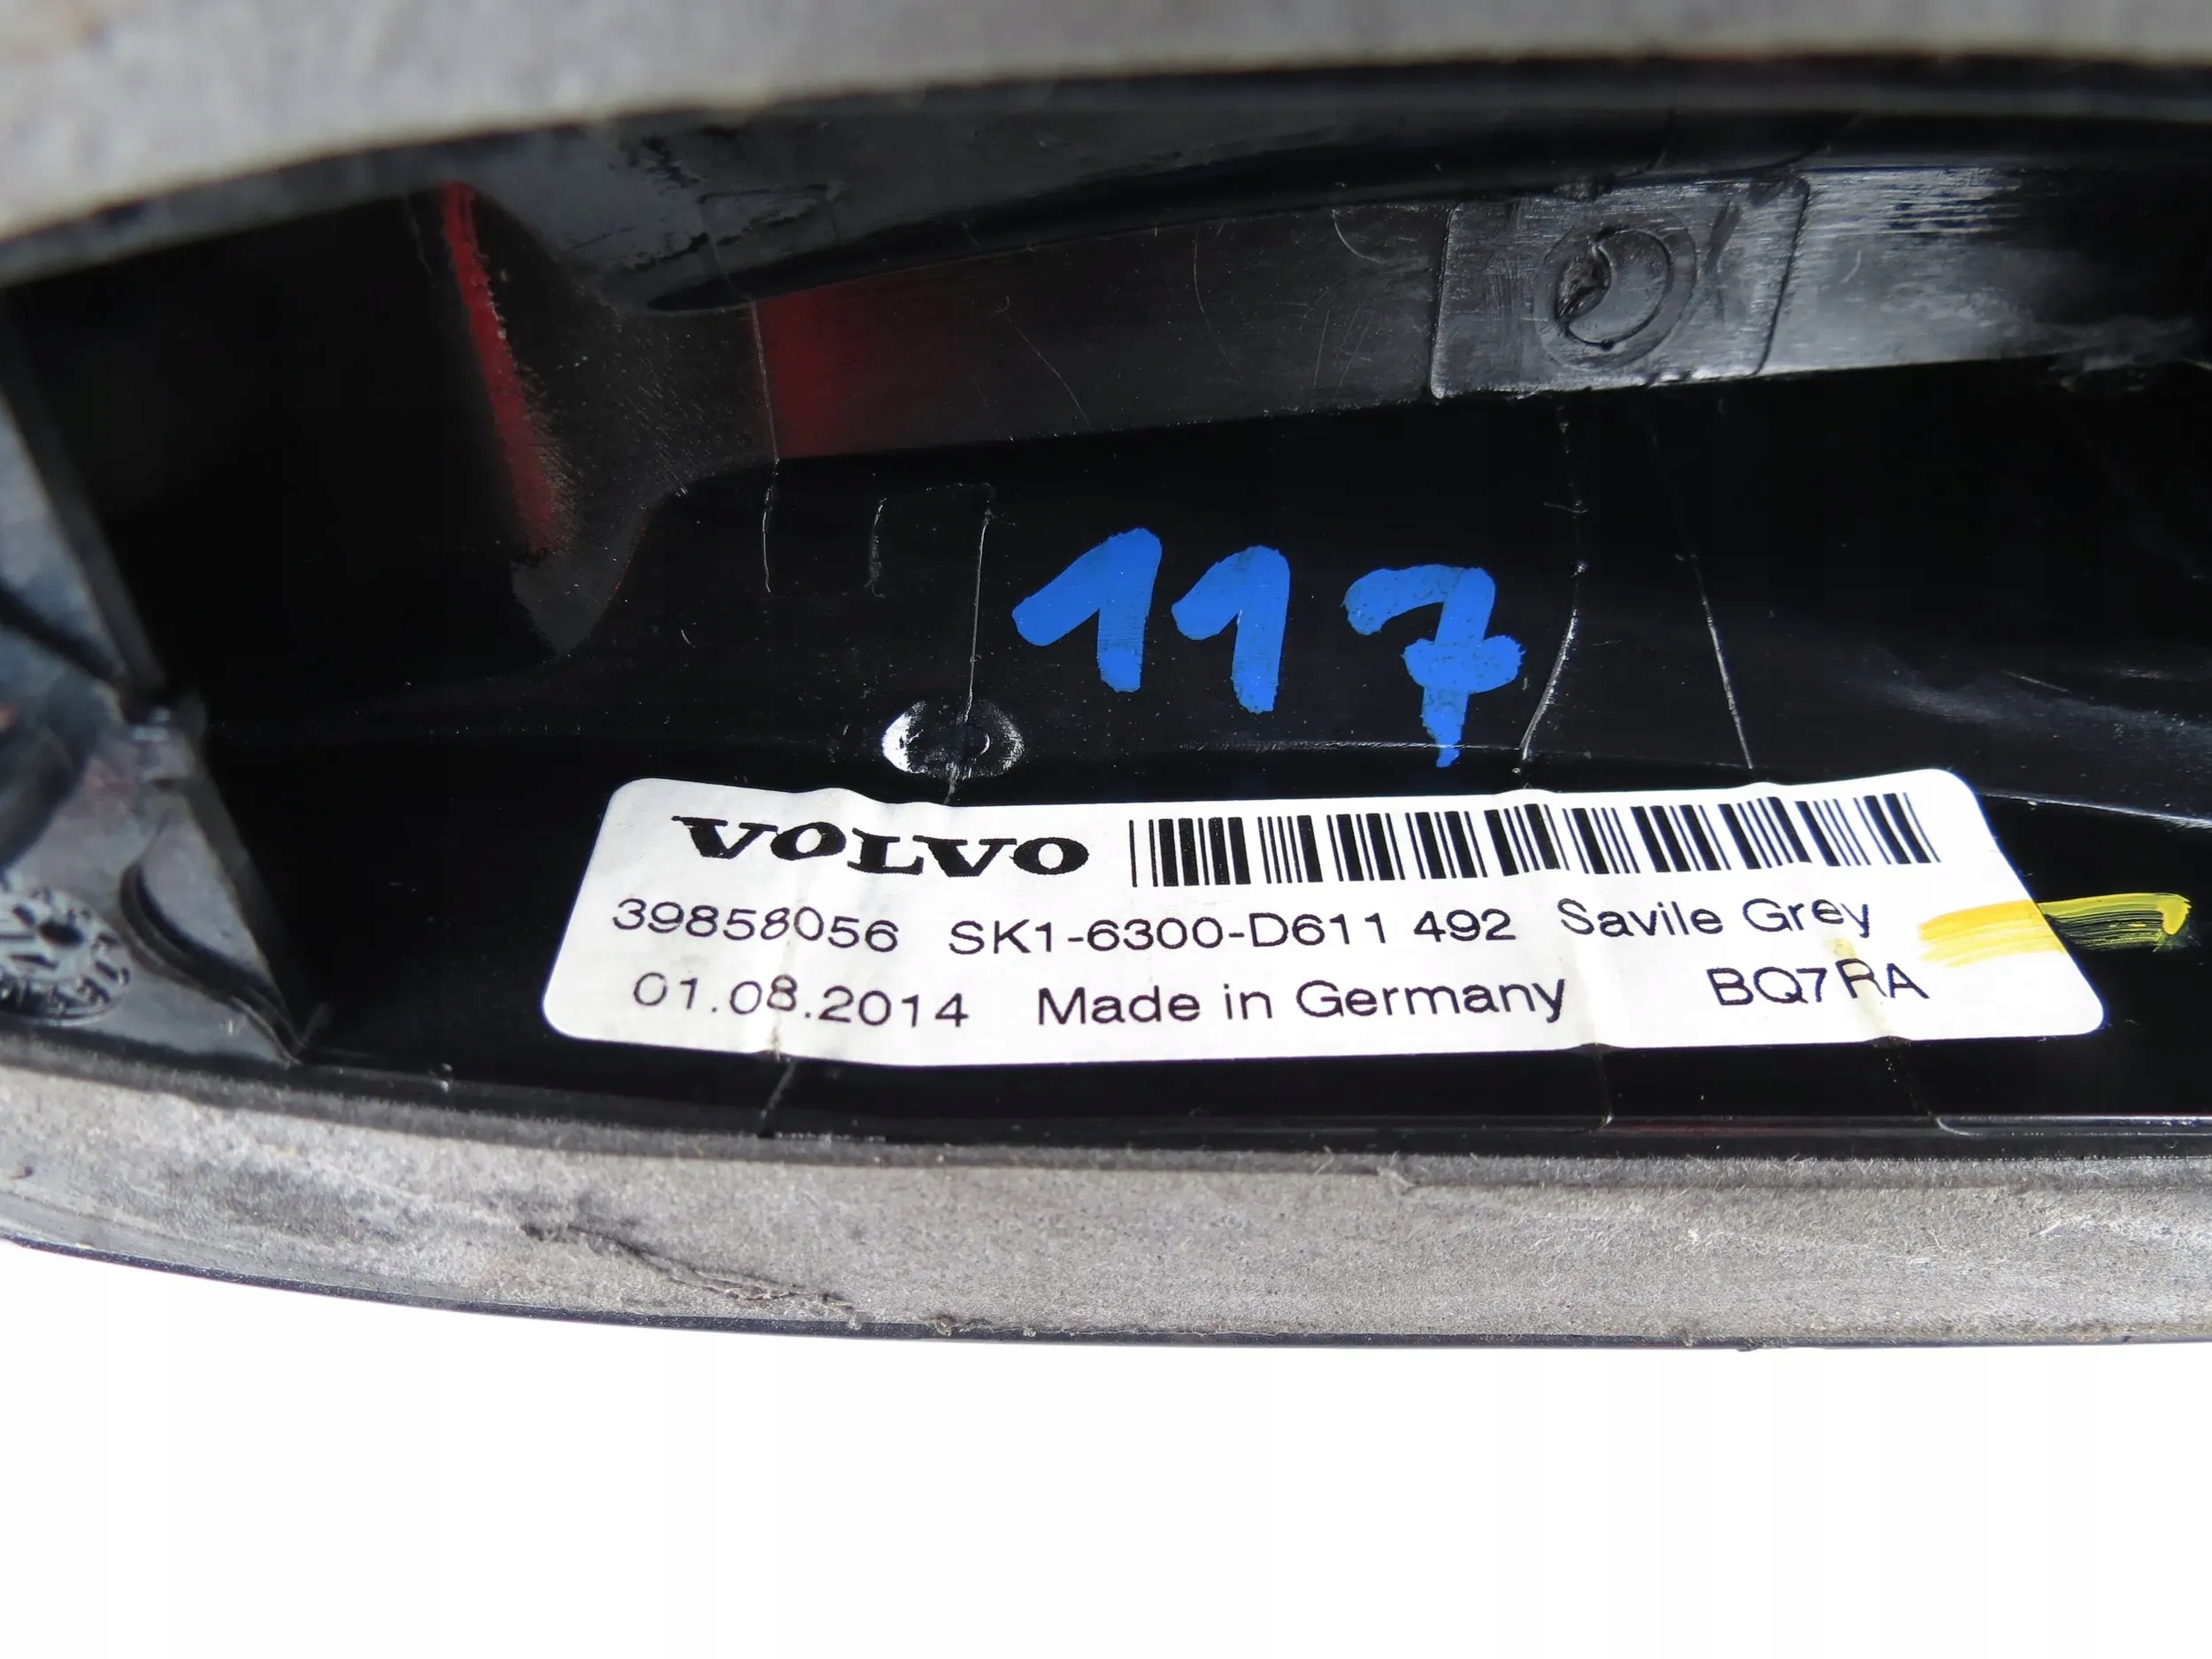 117
VOLVO
39858056 SK1-6300-D611 492 Savile Grey
01.08.2014 Made in Germany BQ7RA